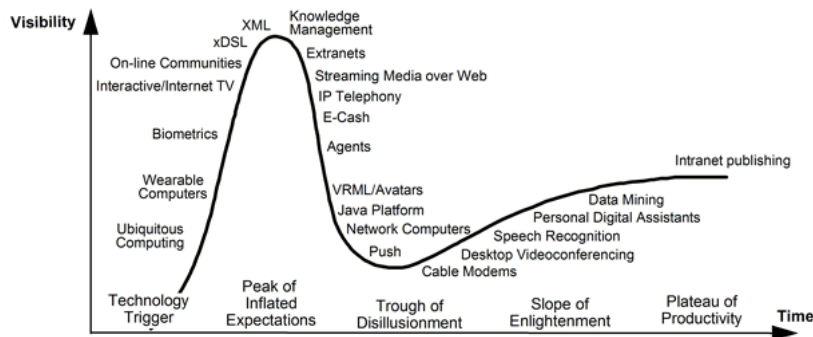 Visibility
XML
Knowledge
Management
xDSL
Extranets
On-line Communities
Streaming Media over Web
Interactive/Internet TV
IP Telephony
E-Cash
Biometrics
Agents
Intranet publishing
Wearable
Computers
VRML/Avatars
Data Mining
Java Platform
Personal Digital Assistants
Ubiquitous
Computing
Network Computers
Speech Recognition
Push
Desktop Videoconferencing
Cable Modems
Technology
Trigger
Peak of
Inflated
Expectations
Trough of
Disillusionment
Slope of
Enlightenment
Plateau of
Productivity
Time